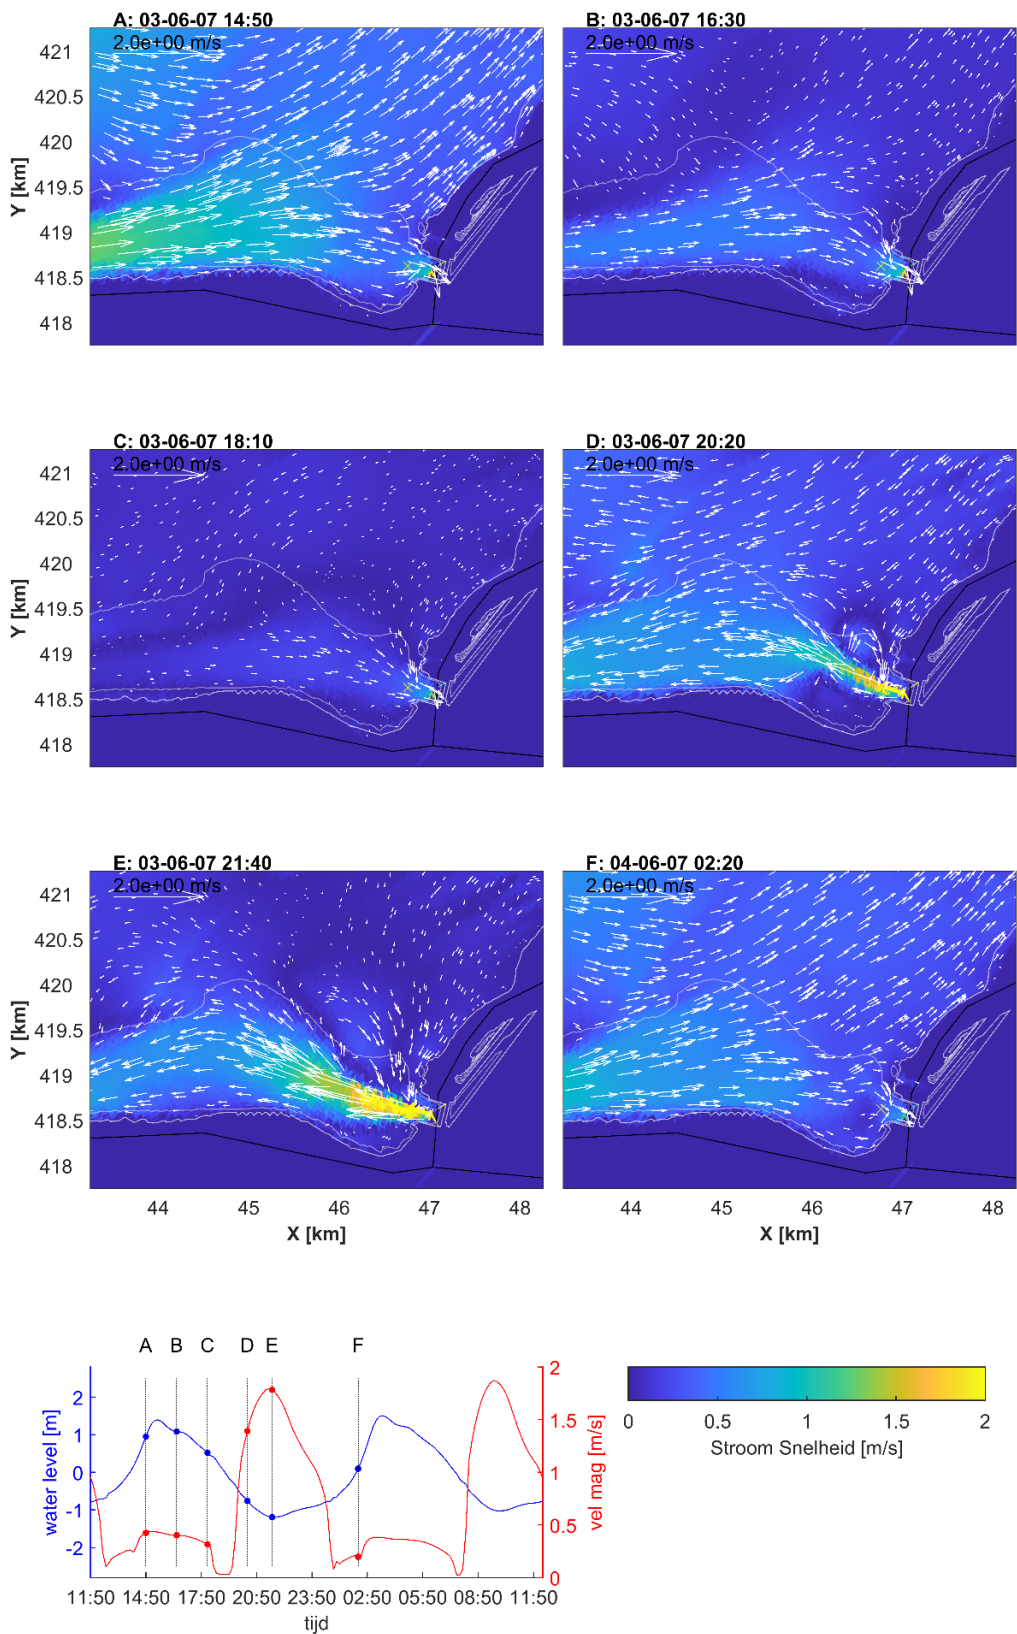 A: 03-06-07 14:50
2.0e+00 m/s
B: 03-06-07 16:30
2.0e+00 m/s
421
420.5
420
419.5
419
418.5
418
Y [km]
C: 03-06-07 18:10
2.0e+00 m/s
D: 03-06-07 20:20
2.0e+00 m/s
421
420.5
420
419.5
419
418.5
418
Y [km]
E: 03-06-07 21:40
2.0e+00 m/s
F: 04-06-07 02:20
2.0e+00 m/s
421
420.5
420
419.5
419
418.5
418
Y [km]
44 45 46 47 48
X [km]
44 45 46 47 48
X [km]
A B C D E F
2
1
0
-1
-2
water level [m]
2
1.5
1
0.5
0
vel mag [m/s]
11:50 14:50 17:50 20:50 23:50 02:50 05:50 08:50 11:50
tijd
0 0.5 1 1.5 2
Stroom Snelheid [m/s]